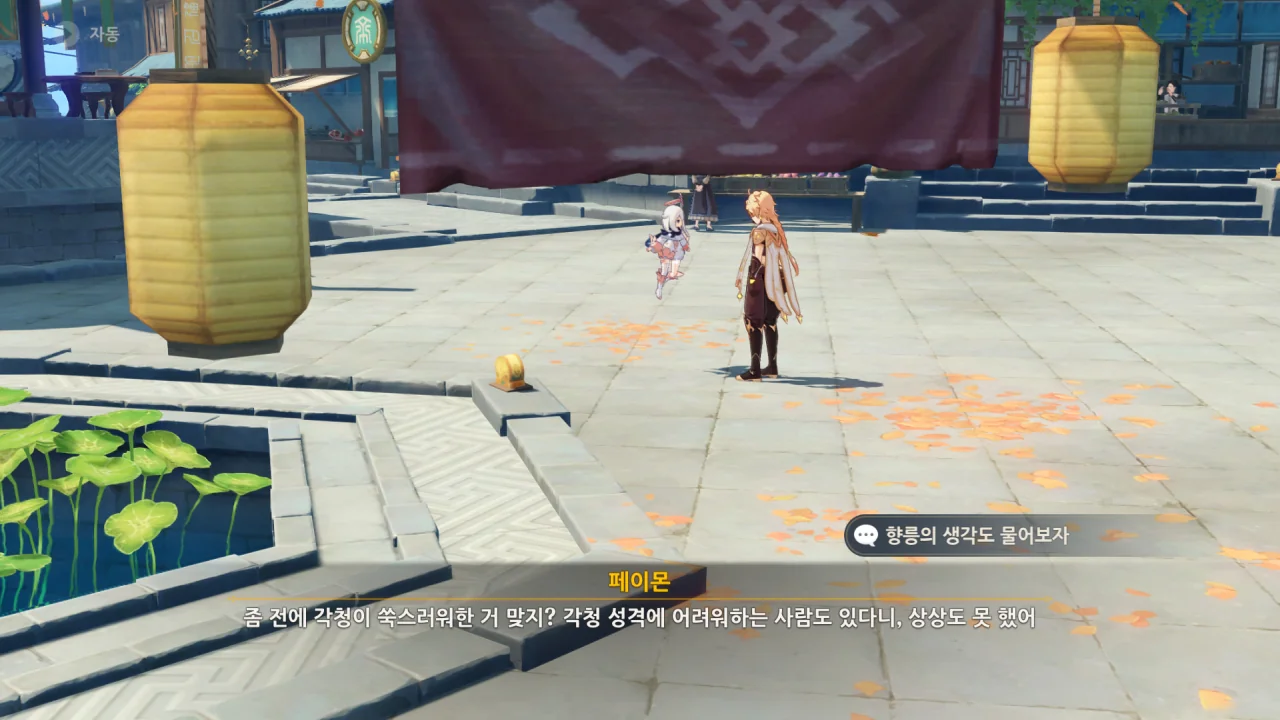 자동
향릉의 생각도 물어보자
페이몬
좀 전에 각청이 쑥스러워한 거 맞지? 각청 성격에 어려워하는 사람도 있다니, 상상도 못 했어